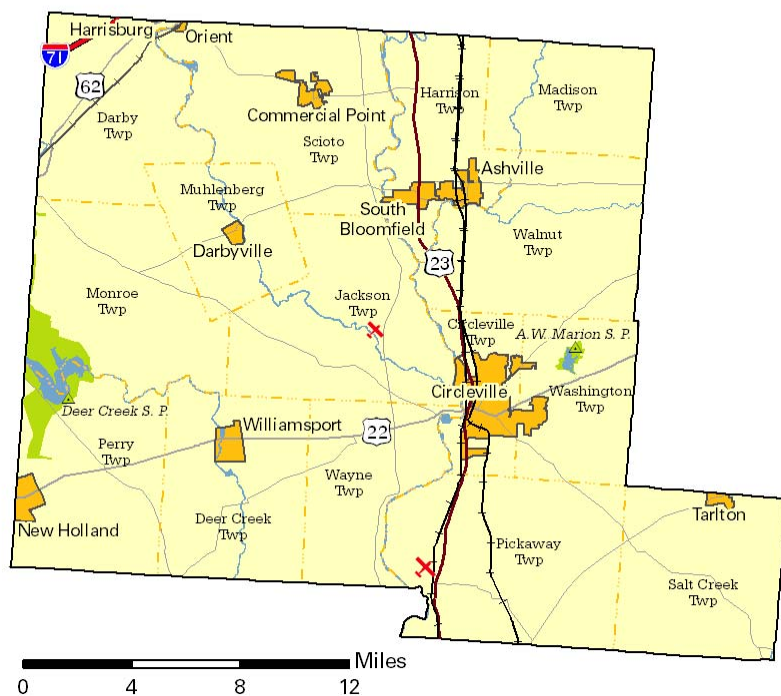 Harrisburg
Orient
71
62
Darby
Twp
Commercial Point
Scioto
Twp
Harrison
Twp
Madison
Twp
Ashville
Muhlenberg
Twp
South
Bloomfield
Darbyville
Walnut
Twp
23
Monroe
Twp
Jackson
Twp
Circleville
Twp
A.W. Marion S. P.
Circleville
Washington
Twp
Deer Creek S. P.
Williamsport
22
Perry
Twp
Wayne
Twp
New Holland
Deer Creek
Twp
Tarlton
Pickaway
Twp
Salt Creek
Twp
Miles
0 4 8 12